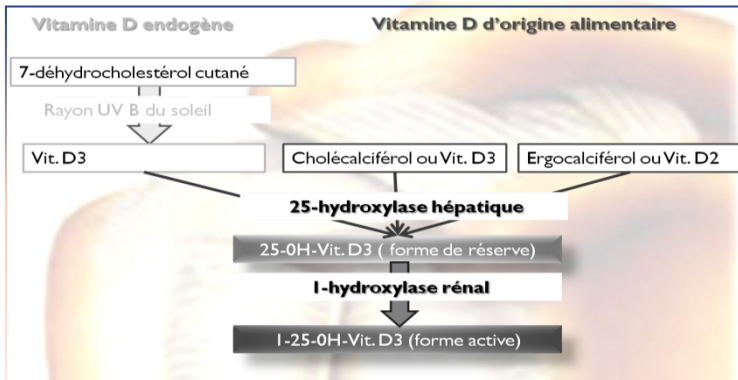 Vitamine D endogène
Vitamine D d'origine alimentaire
7-déhydrocholestérol cutané
Rayon UV B du soleil
Vit. D3
Cholécalciférol ou Vit. D3
Ergocalciférol ou Vit. D2
25-hydroxylase hépatique
25-0H-Vit. D3 ( forme de réserve)
1-hydroxylase rénal
1-25-0H-Vit. D3 (forme active)